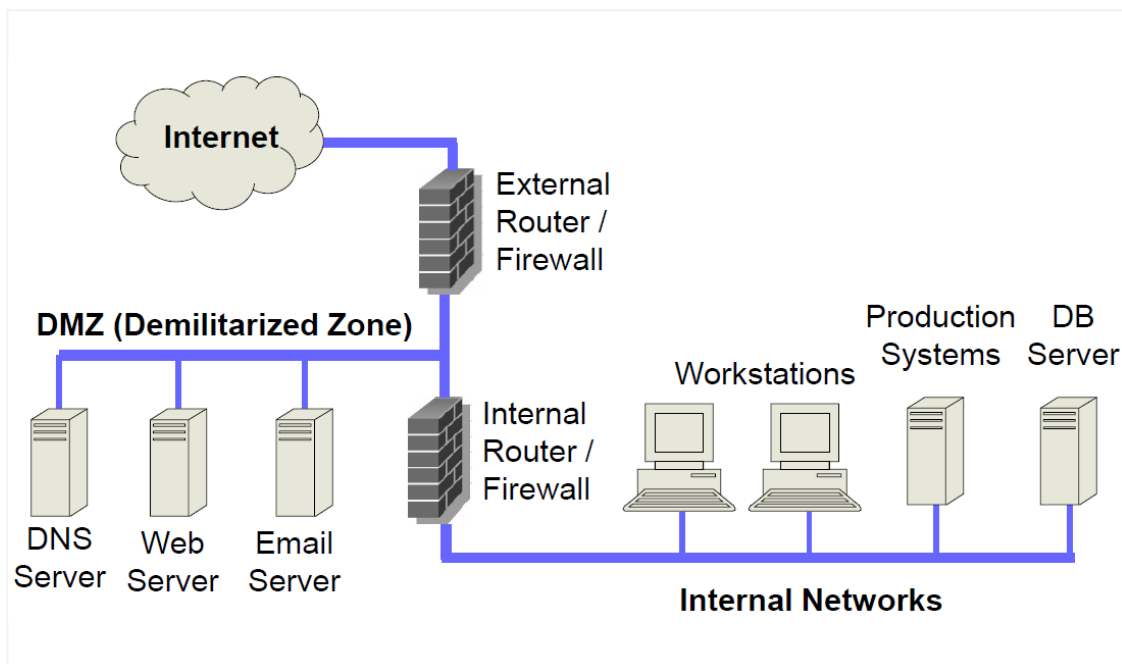 Internet
External
Router /
Firewall
DMZ (Demilitarized Zone)
Production
Systems
DB
Server
Workstations
Internal
Router /
Firewall
DNS
Server
Web
Server
Email
Server
Internal Networks